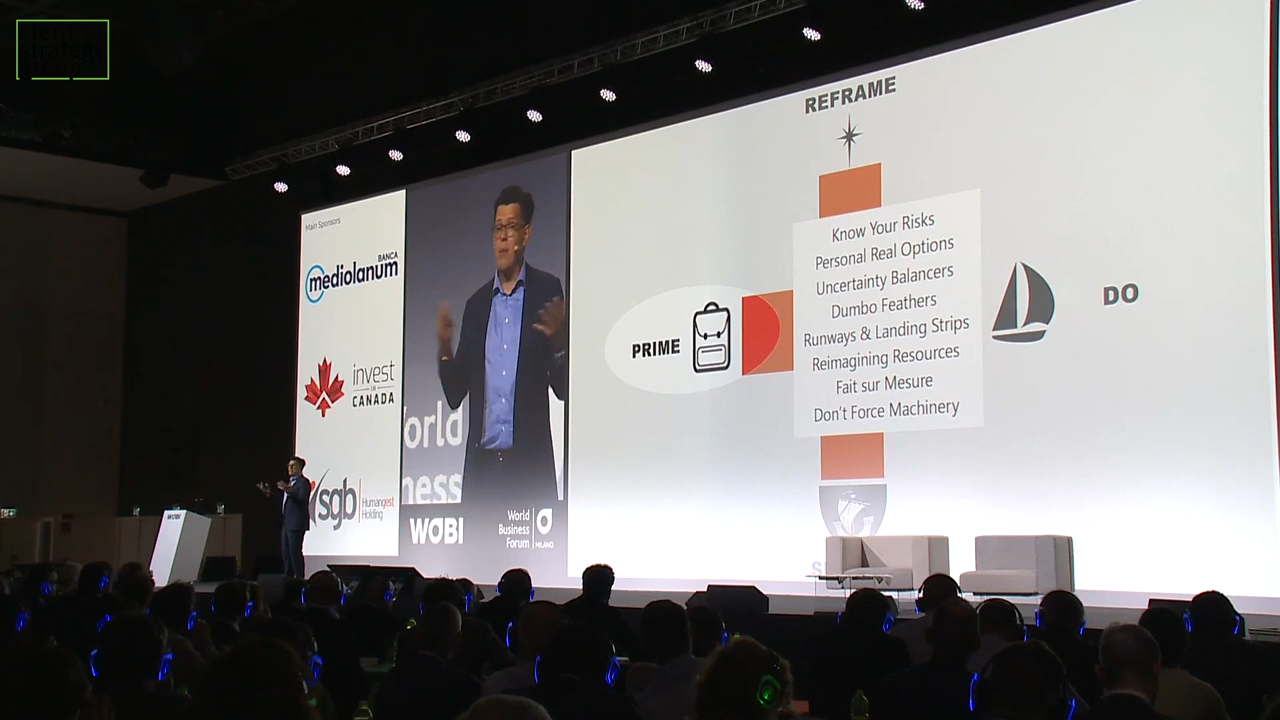 Stern
strategy
Main Sponsors
BANCA
mediolanum
invest
IN
CANADA
sgb
Humangest
Holding
orld
ness
WOBI
World
Business
Forum
MILANO
WOBI
REFRAME
PRIME
Know Your Risks
Personal Real Options
Uncertainty Balancers
Dumbo Feathers
Runways & Landing Strips
Reimagining Resources
Fait sur Mesure
Don't Force Machinery
DO